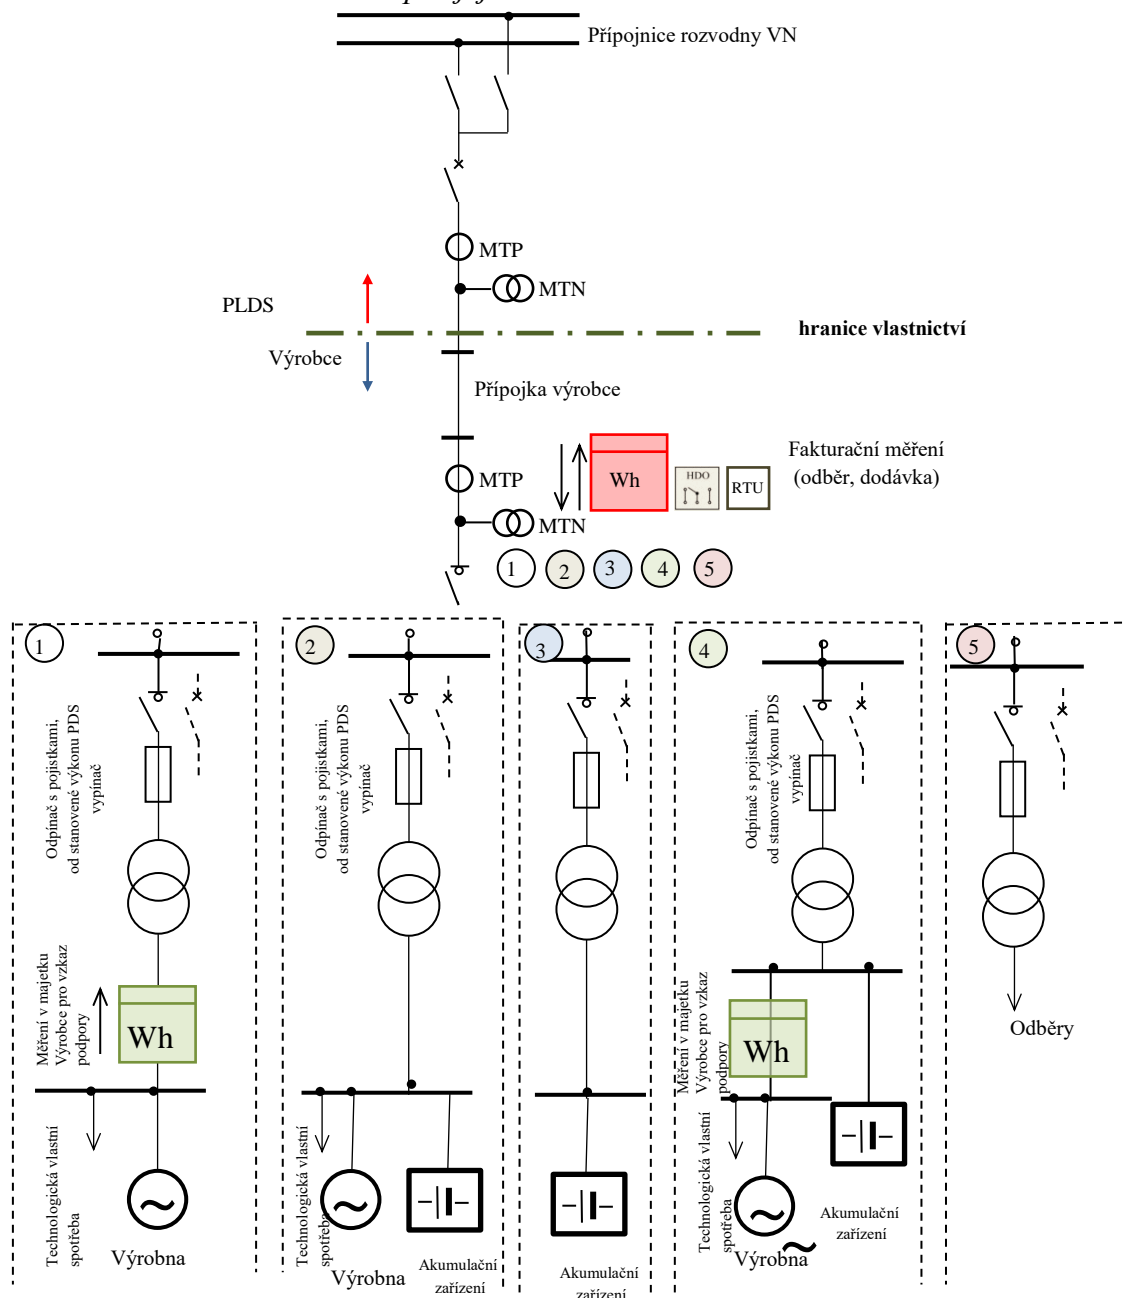 Přípojnice rozvodny VN
MTP
MTN
PLDS
hranice vlastnictví
Výrobce
Přípojka výrobce
Fakturační měření
(odběr, dodávka)
Wh
HDO
RTU
MTP
MTN
1
2
3
4
5
1
Odpínač s pojistkami,
od stanovené výkonu PDS
vypínač
Měření v majetku
Výrobce pro vzkaz
podpory
Wh
Technologická vlastní
spotřeba
Výrobna
2
Odpínač s pojistkami,
od stanovené výkonu PDS
vypínač
Technologická vlastní
spotřeba
Výrobna
Akumulační
zařízení
3
Akumulační
zařízení
4
Odpínač s pojistkami,
od stanovené výkonu PDS
vypínač
Měření v majetku
Výrobce pro vzkaz
podpory
Wh
Technologická vlastní
spotřeba
Výrobna
Akumulační
zařízení
5
Odběry